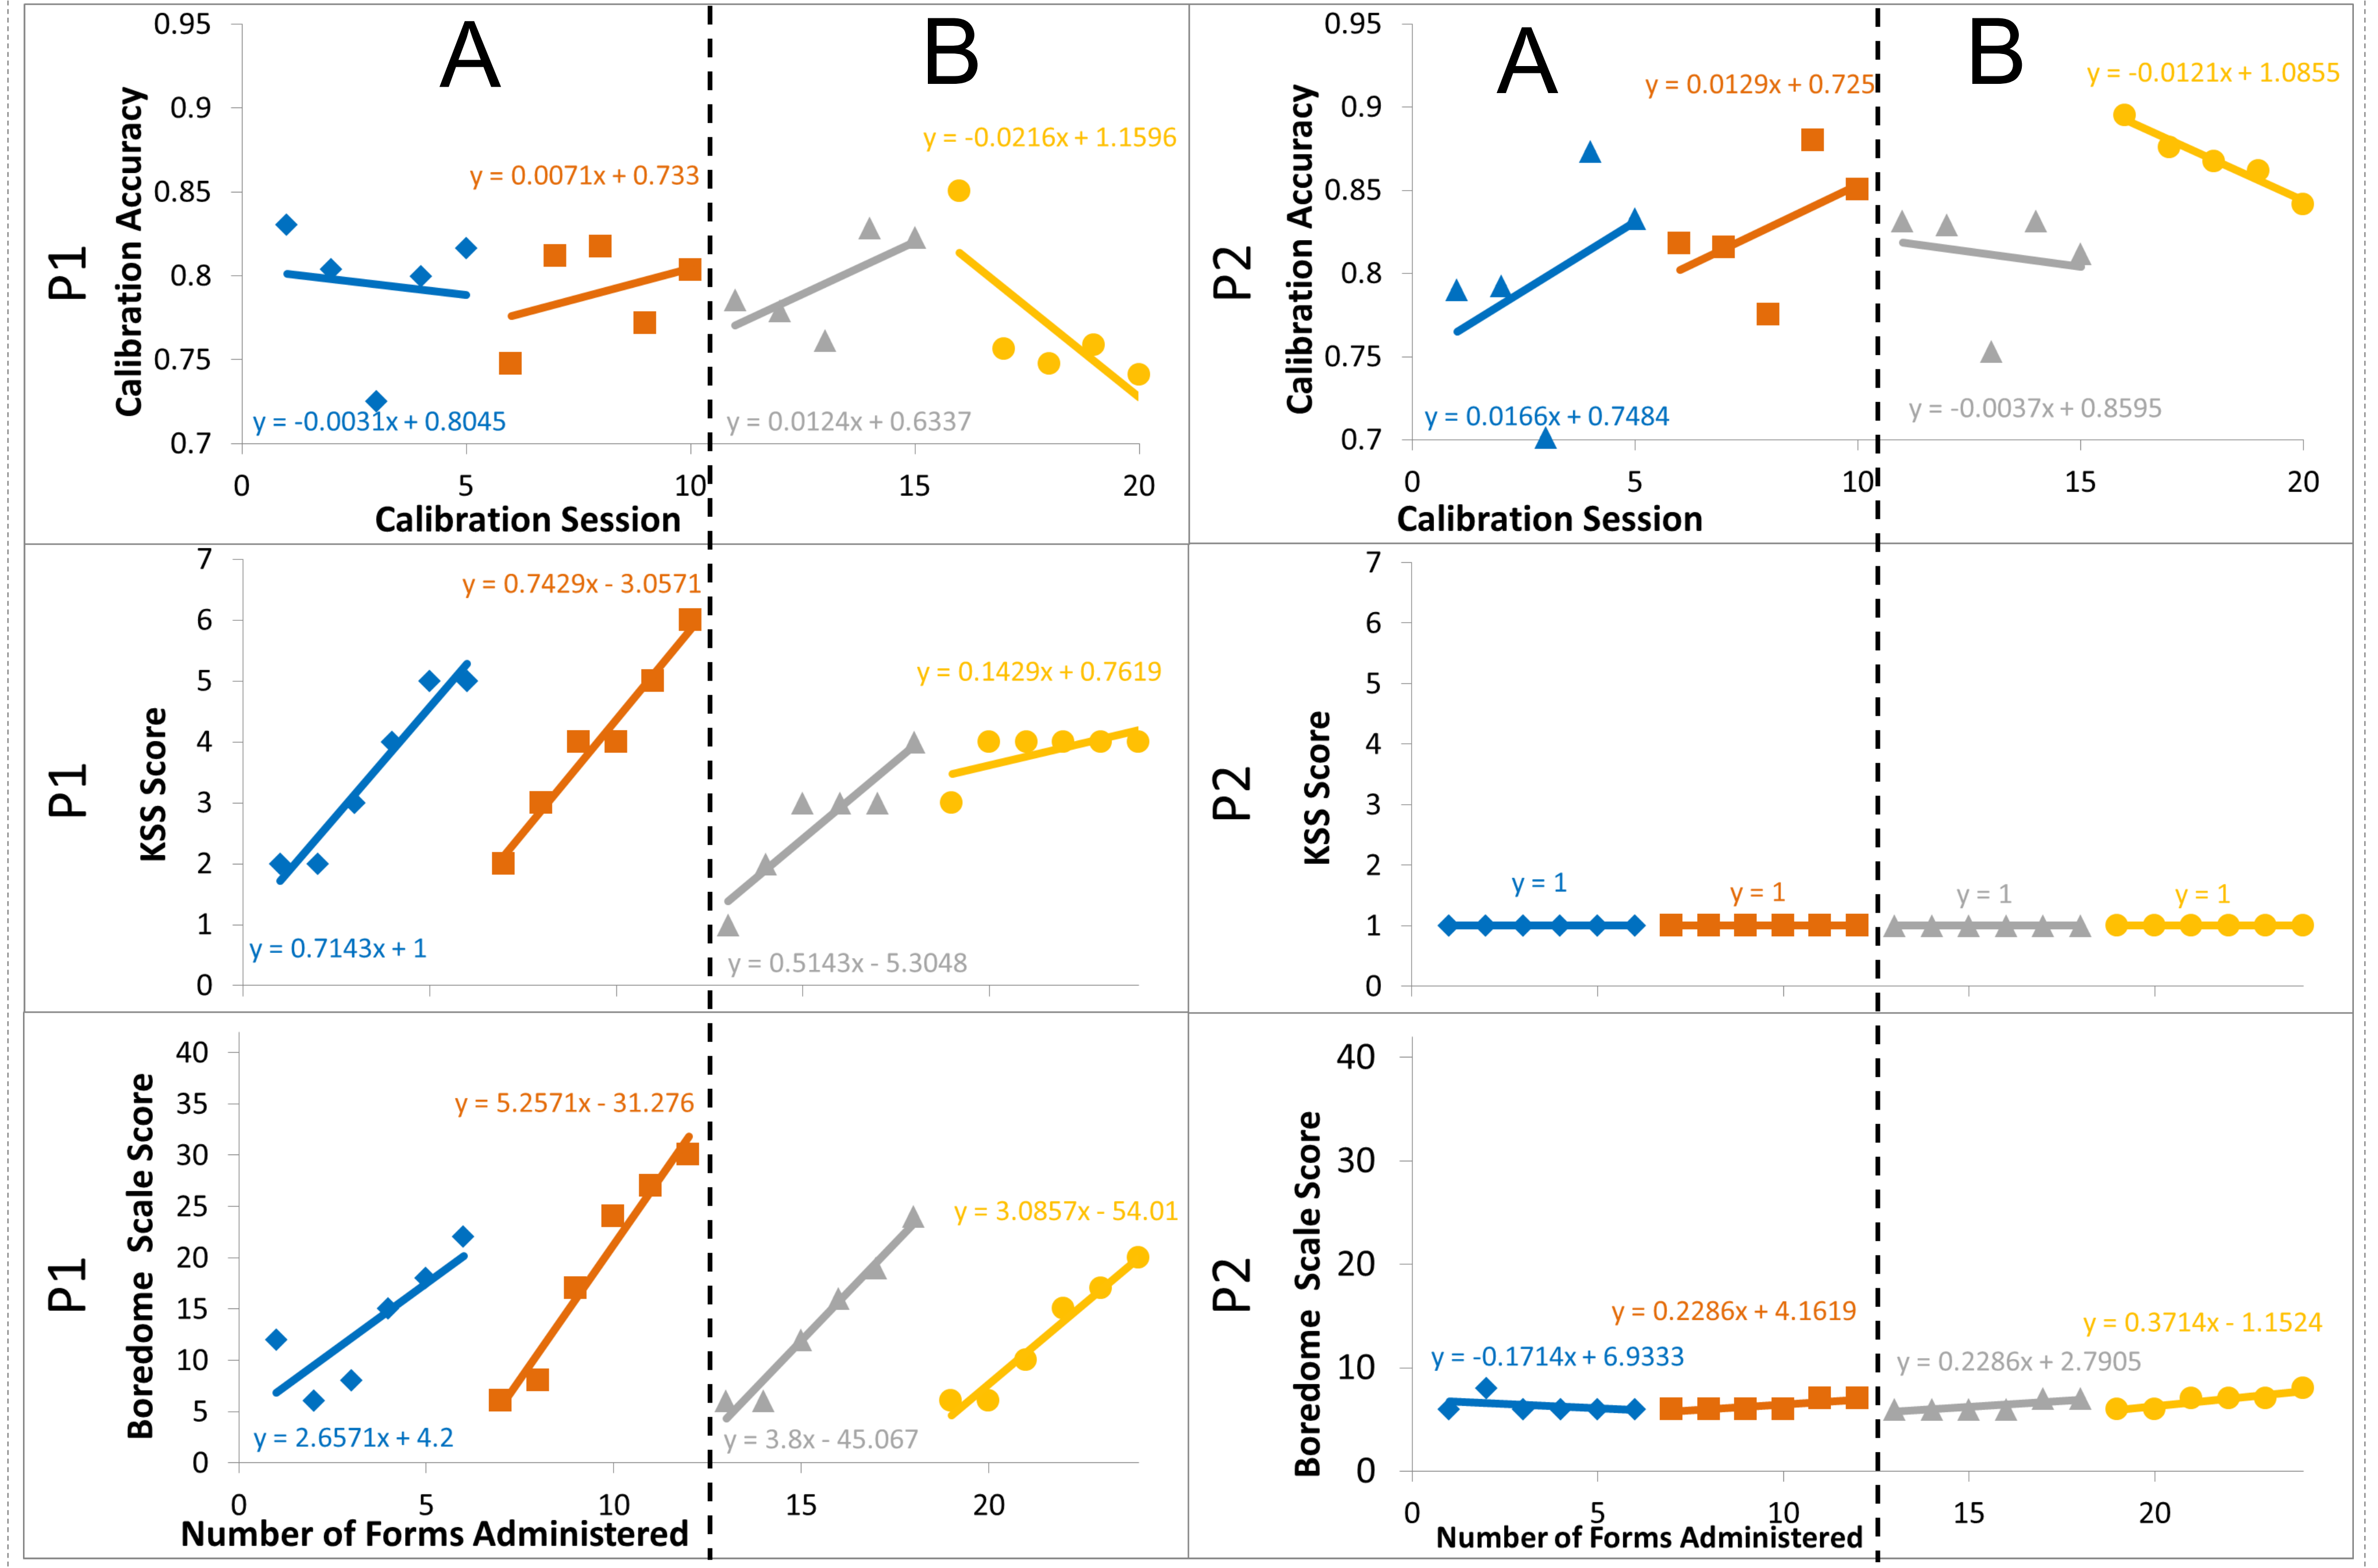 A
B
P1
Calibration Accuracy
0.95
0.9
0.85
0.8
0.75
0.7
y = -0.0031x + 0.8045
y = 0.0071x + 0.733
y = 0.0124x + 0.6337
y = -0.0216x + 1.1596
0 5 10 15 20
Calibration Session
A
B
P2
Calibration Accuracy
0.95
0.9
0.85
0.8
0.75
0.7
y = 0.0166x + 0.7484
y = 0.0129x + 0.725
y = -0.0037x + 0.8595
y = -0.0121x + 1.0855
0 5 10 15 20
Calibration Session
P1
KSS Score
7
6
5
4
3
2
1
0
y = 0.7143x + 1
y = 0.7429x - 3.0571
y = 0.5143x - 5.3048
y = 0.1429x + 0.7619
P2
KSS Score
7
6
5
4
3
2
1
0
y = 1
y = 1
y = 1
y = 1
P1
Boredome Scale Score
40
35
30
25
20
15
10
5
0
y = 2.6571x + 4.2
y = 5.2571x - 31.276
y = 3.8x - 45.067
y = 3.0857x - 54.01
0 5 10 15 20
Number of Forms Administered
P2
Boredome Scale Score
40
30
20
10
0
y = -0.1714x + 6.9333
y = 0.2286x + 4.1619
y = 0.2286x + 2.7905
y = 0.3714x - 1.1524
0 5 10 15 20
Number of Forms Administered